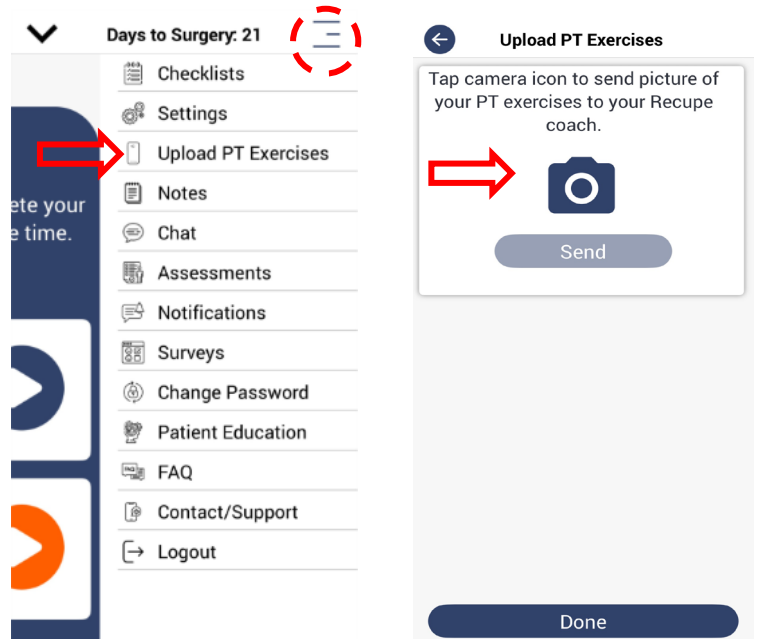 Days to Surgery: 21
Checklists
Settings
Upload PT Exercises
Notes
Chat
Assessments
Notifications
Surveys
Change Password
Patient Education
FAQ
Contact/Support
Logout
ete your
e time.
Upload PT Exercises
Tap camera icon to send picture of
your PT exercises to your Recupe
coach.
Send
Done